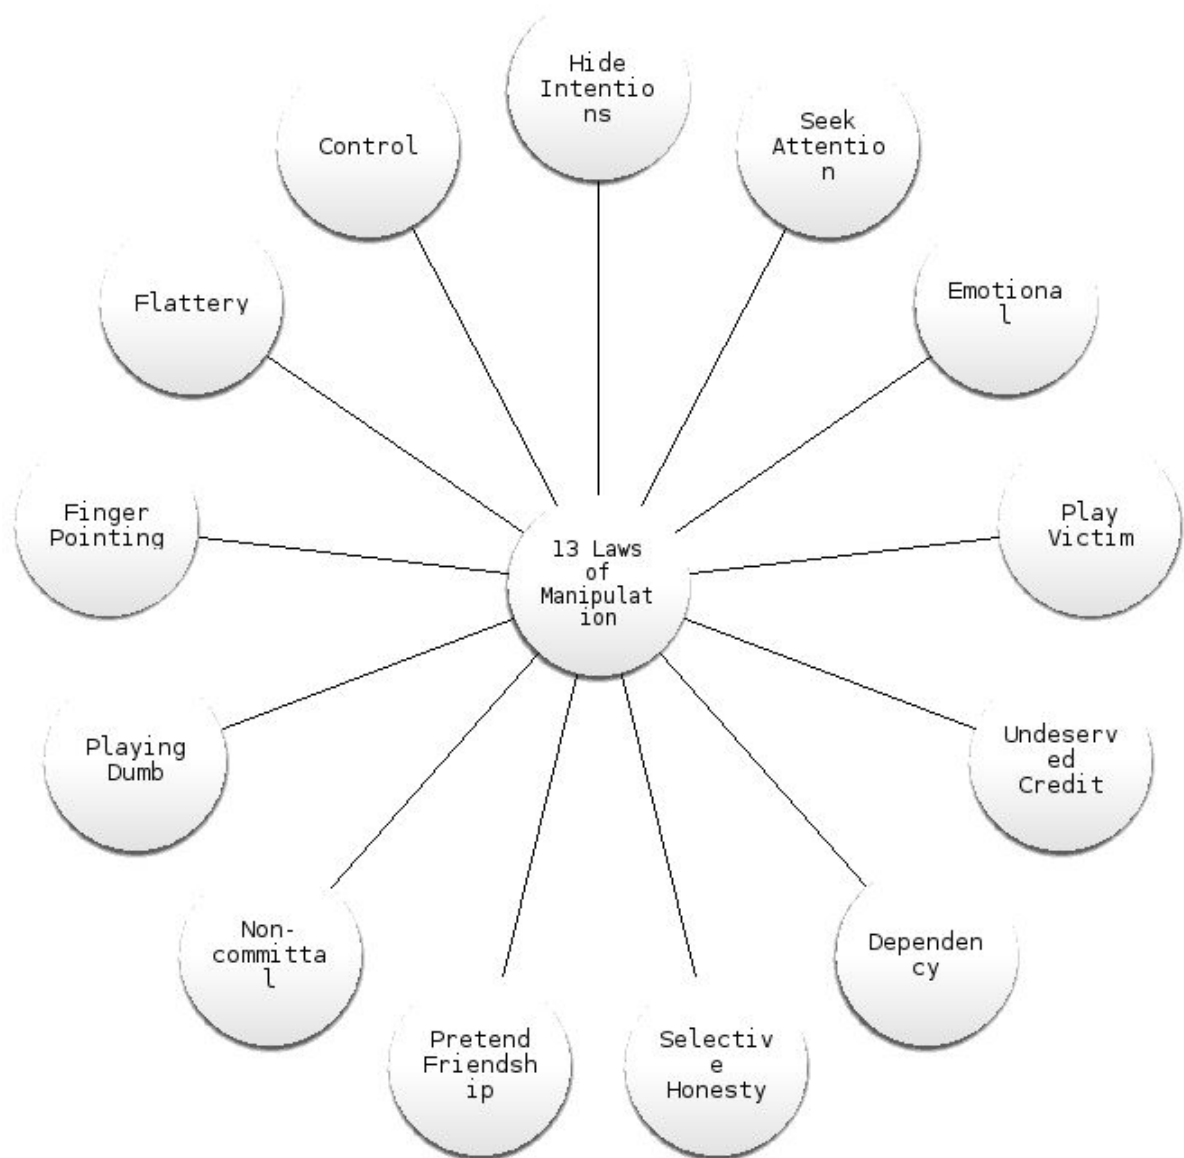 Hide
Intentio
ns
Seek
Attentio
n
Emotiona
l
Play
Victim
Undeserv
ed
Credit
Dependen
cy
Selectiv
e
Honesty
Pretend
Friendsh
ip
Non-
committa
l
Playing
Dumb
Finger
Pointing
Flattery
Control
13 Laws
of
Manipulat
ion